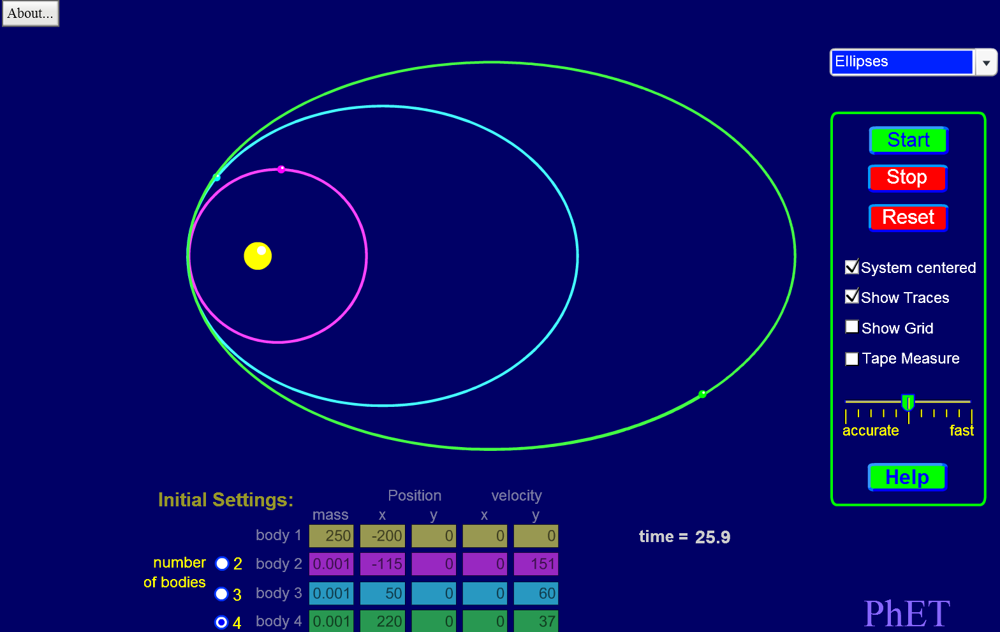 About...
Ellipses
Start
Stop
Reset
System centered
Show Traces
Show Grid
Tape Measure
accurate fast
Help
Initial Settings:
Position velocity
mass x y x y
body 1 250 -200 0 0 0
time = 25.9
number of bodies
2 body 2 0.001 -115 0 0 151
3 body 3 0.001 50 0 0 60
4 body 4 0.001 220 0 0 37
PhET